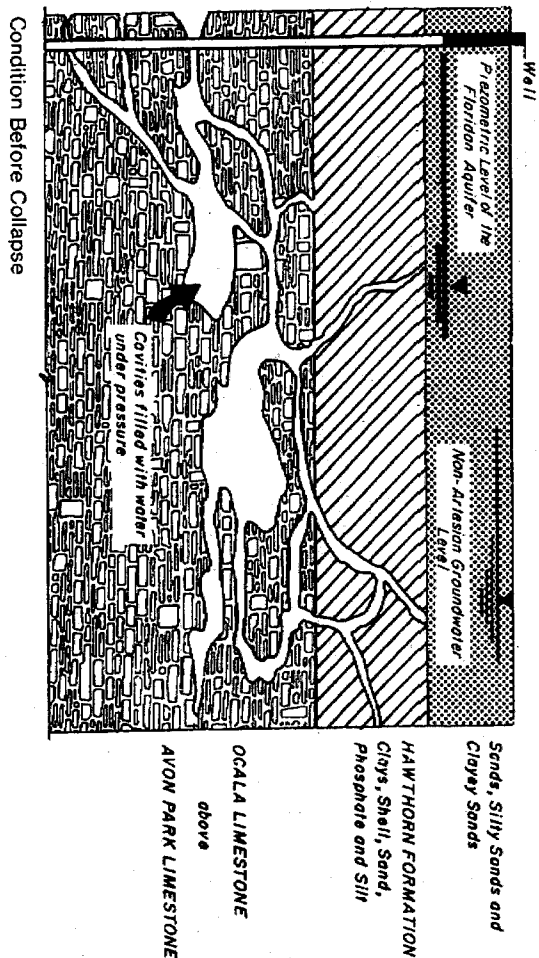 Well
Piezometric Level of the
Floridan Aquifer
Non-Artesian Groundwater
Level
Sands, Silty Sands and
Clayey Sands
HAWTHORN FORMATION
Clays, Shell, Sand,
Phosphate and Silt
Cavities filled with water
under pressure
OCALA LIMESTONE
above
AVON PARK LIMESTONE
Condition Before Collapse